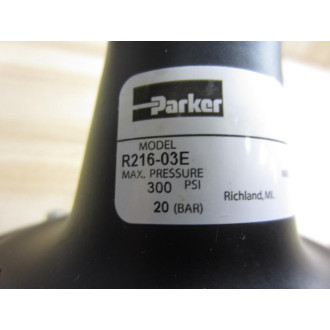 Parker
MODEL
R216-03E
MAX. PRESSURE
300 PSI
20 (BAR)
Richland, MI.